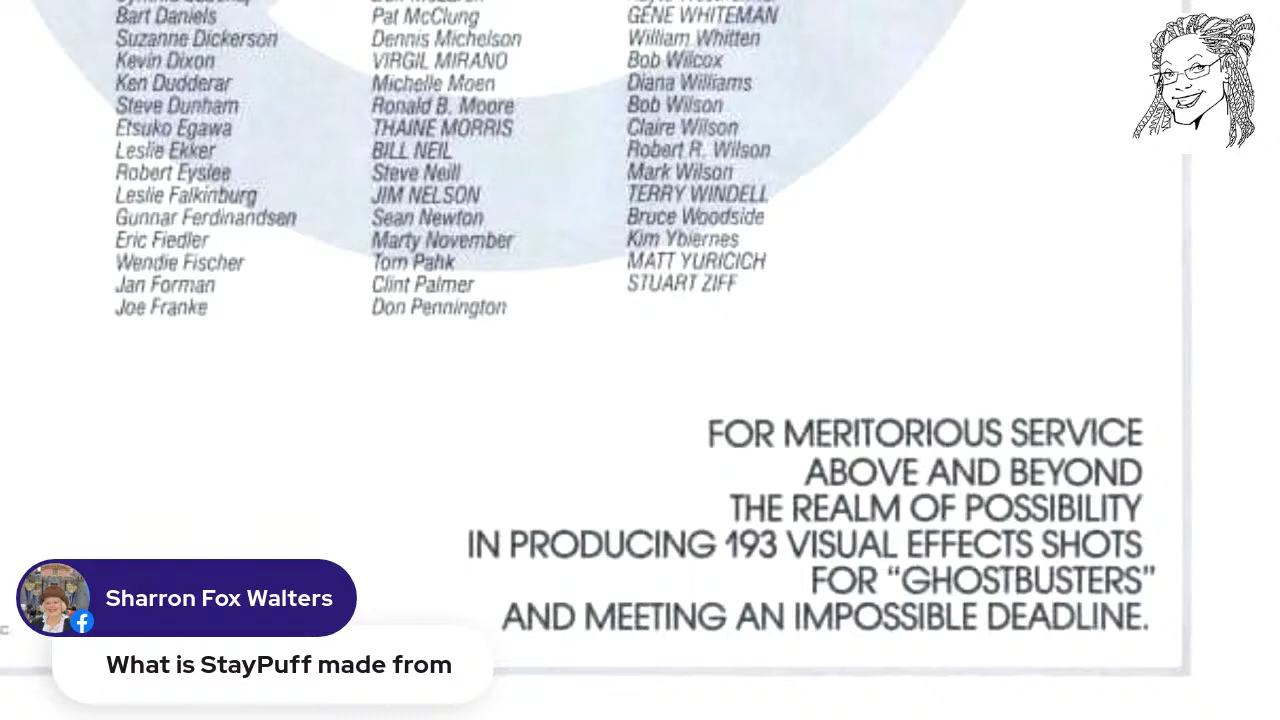 Bart Daniels
Suzanne Dickerson
Kevin Dixon
Ken Dudderar
Steve Dunham
Etsuko Egawa
Leslie Ekker
Robert Eyslee
Leslie Falkinburg
Gunnar Ferdinandsen
Eric Fiedler
Wendie Fischer
Jan Forman
Joe Franke
Pat McClung
Dennis Michelson
VIRGIL MIRANO
Michelle Moen
Ronald B. Moore
THAINE MORRIS
BILL NEIL
Steve Neill
JIM NELSON
Sean Newton
Marty November
Tom Pahk
Clint Palmer
Don Pennington
GENE WHITEMAN
William Whitten
Bob Wilcox
Diana Williams
Bob Wilson
Claire Wilson
Robert R. Wilson
Mark Wilson
TERRY WINDELL
Bruce Woodside
Kim Ybiernes
MATT YURICICH
STUART ZIFF
FOR MERITORIOUS SERVICE
ABOVE AND BEYOND
THE REALM OF POSSIBILITY
IN PRODUCING 193 VISUAL EFFECTS SHOTS
FOR “GHOSTBUSTERS”
AND MEETING AN IMPOSSIBLE DEADLINE.
Sharron Fox Walters
What is StayPuff made from